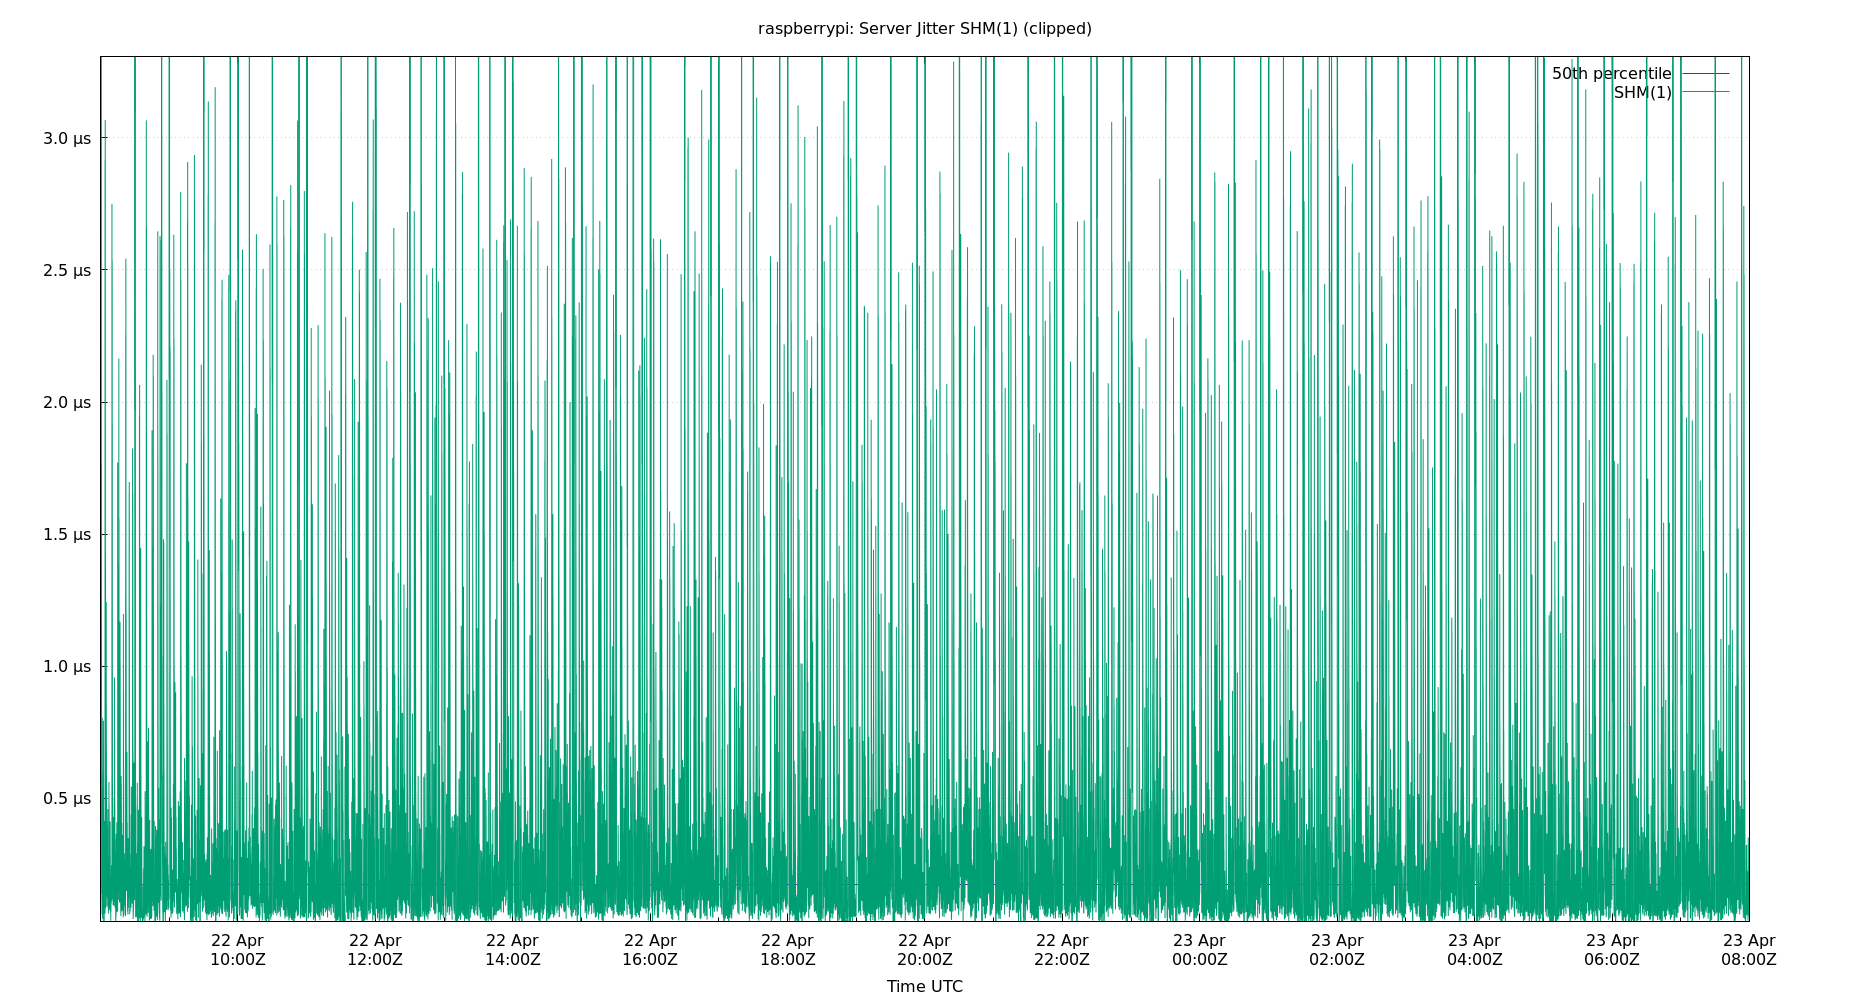 raspberrypi: Server Jitter SHM(1) (clipped)
50th percentile
SHM(1)
3.0 µs
2.5 µs
2.0 µs
1.5 µs
1.0 µs
0.5 µs
22 Apr 22 Apr 22 Apr 22 Apr 22 Apr 22 Apr 22 Apr 23 Apr 23 Apr 23 Apr 23 Apr 23 Apr
10:00Z 12:00Z 14:00Z 16:00Z 18:00Z 20:00Z 22:00Z 00:00Z 02:00Z 04:00Z 06:00Z 08:00Z
Time UTC